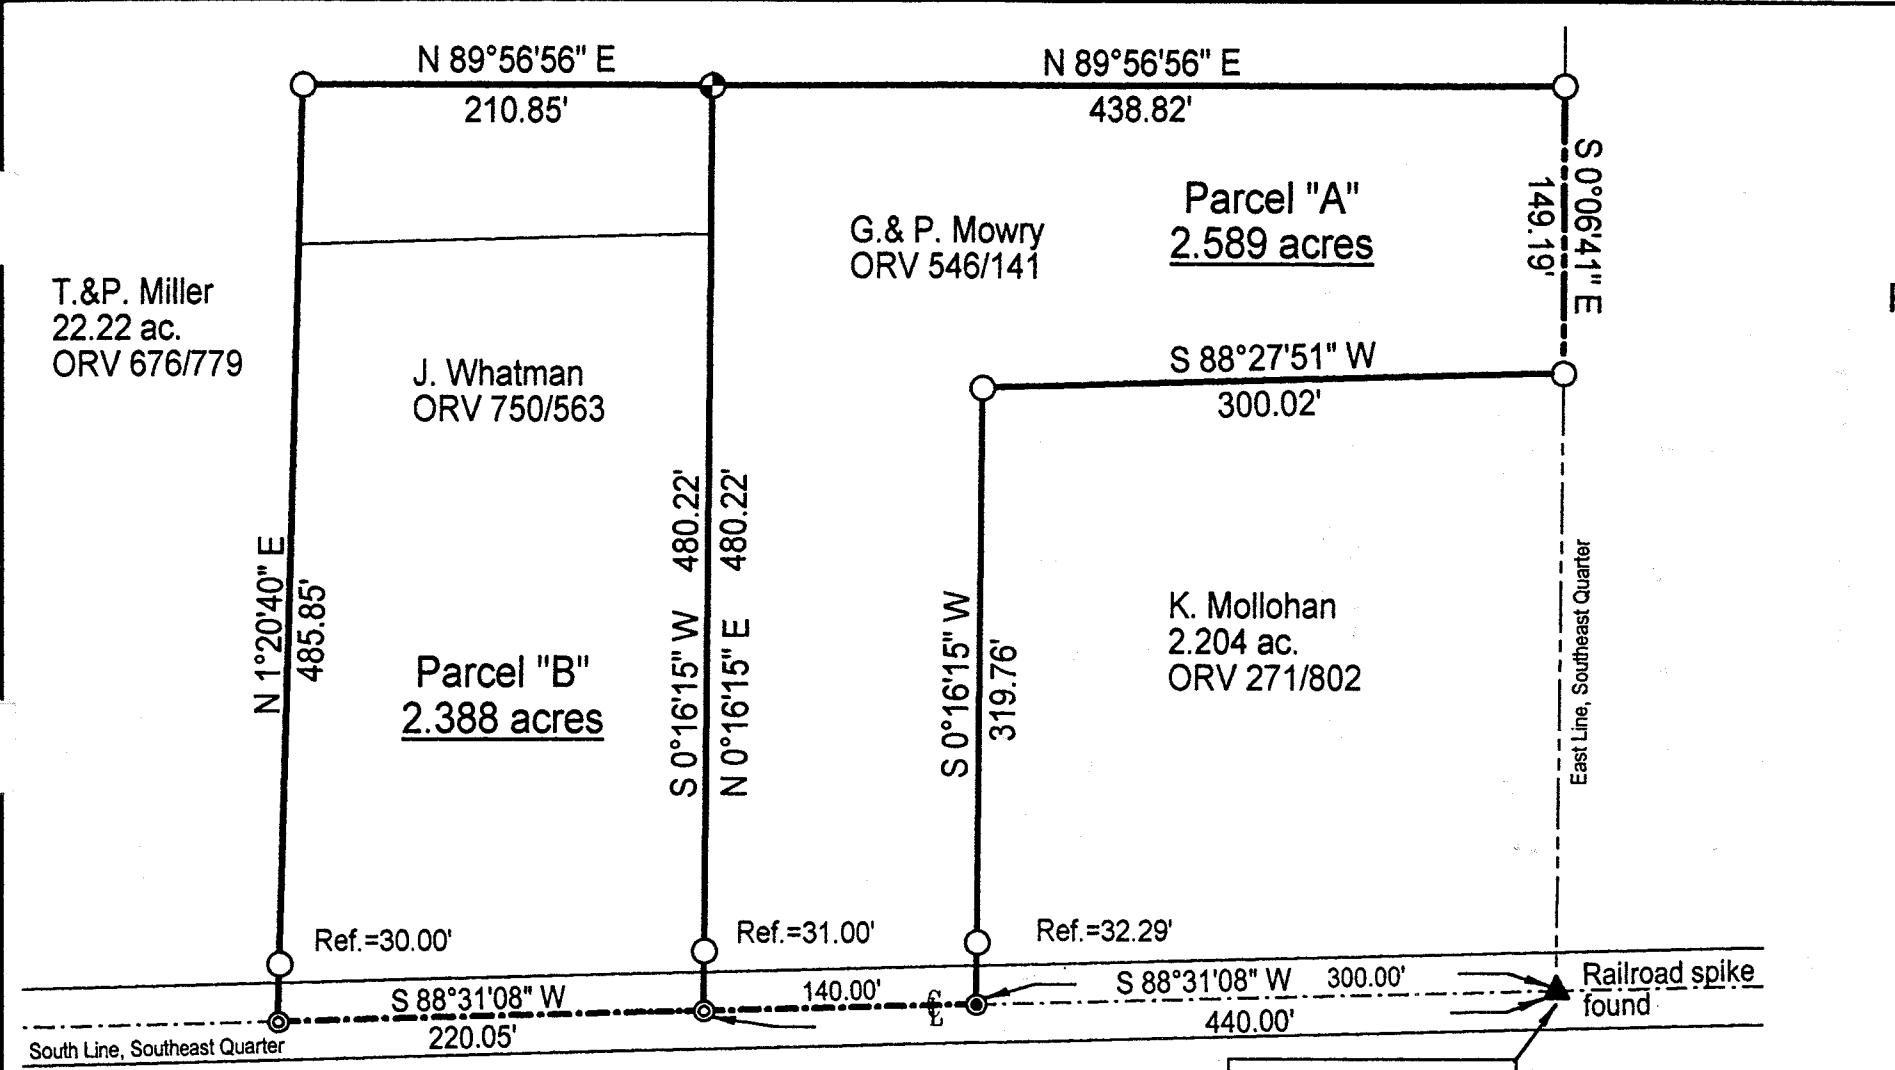 N 89°56'56" E
210.85'
N 89°56'56" E
438.82'
S 0°06'41" E
149.19'
Parcel "A"
2.589 acres
G.& P. Mowry
ORV 546/141
T.&P. Miller
22.22 ac.
ORV 676/779
J. Whatman
ORV 750/563
S 88°27'51" W
300.02'
N 1°20'40" E
485.85'
S 0°16'15" W 480.22'
N 0°16'15" E 480.22'
S 0°16'15" W
319.76'
K. Mollohan
2.204 ac.
ORV 271/802
East Line, Southeast Quarter
Parcel "B"
2.388 acres
Ref.=30.00'
Ref.=31.00'
Ref.=32.29'
S 88°31'08" W
220.05'
140.00'
CL
S 88°31'08" W 300.00'
440.00'
Railroad spike
found
South Line, Southeast Quarter